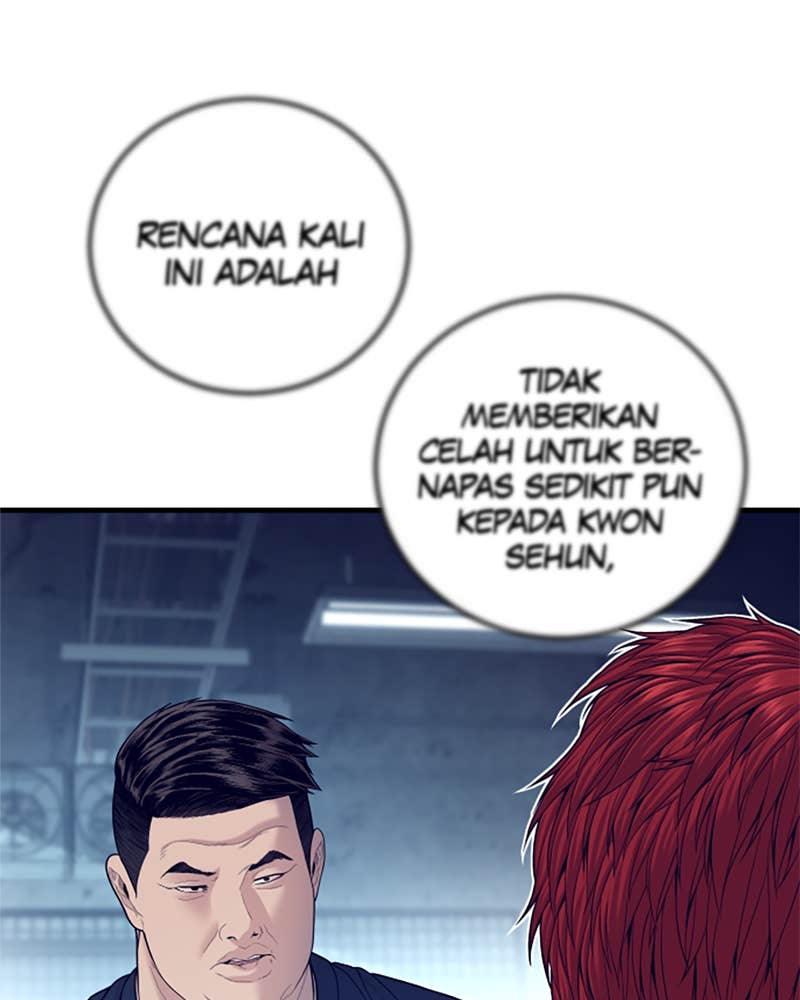 RENCANA KALI
INI ADALAH
TIDAK
MEMBERIKAN
CELAH UNTUK BER-
NAPAS SEDIKIT PUN
KEPADA KWON
SEHUN,